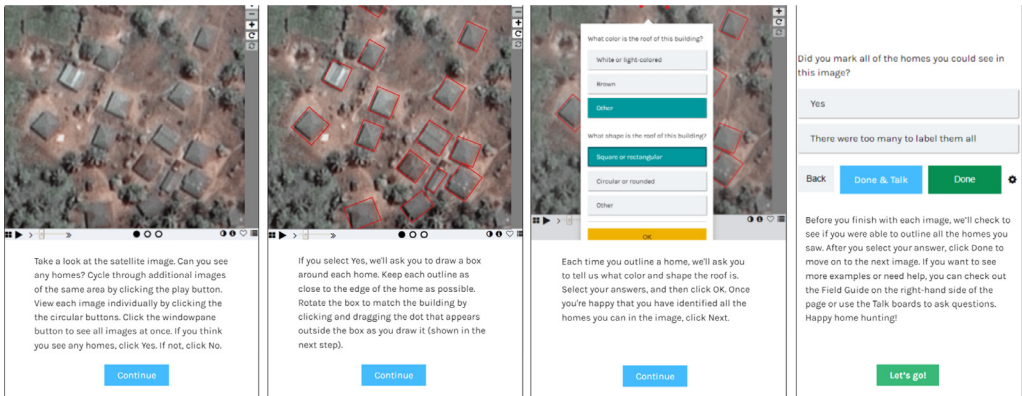 Take a look at the satellite image. Can you see
any homes? Cycle through additional images
of the same area by clicking the play button.
View each image individually by clicking the
the circular buttons. Click the windowpane
button to see all images at once. If you think
you see any homes, click Yes. If not, click No.
Continue
If you select Yes, we'll ask you to draw a box
around each home. Keep each outline as
close to the edge of the home as possible.
Rotate the box to match the building by
clicking and dragging the dot that appears
outside the box as you draw it (shown in the
next step).
Continue
What color is the roof of this building?
White or light-colored
Brown
Other
What shape is the roof of this building?
Square or rectangular
Circular or rounded
Other
OK
Each time you outline a home, we'll ask you
to tell us what color and shape the roof is.
Select your answers, and then click OK. Once
you're happy that you have identified all the
homes you can in the image, click Next.
Continue
Did you mark all of the homes you could see in
this image?
Yes
There were too many to label them all
Back
Done & Talk
Done
Before you finish with each image, we'll check to
see if you were able to outline all the homes you
saw. After you select your answer, click Done to
move on to the next image. If you want to see
more examples or need help, you can check out
the Field Guide on the right-hand side of the
page or use the Talk boards to ask questions.
Happy home hunting!
Let's go!